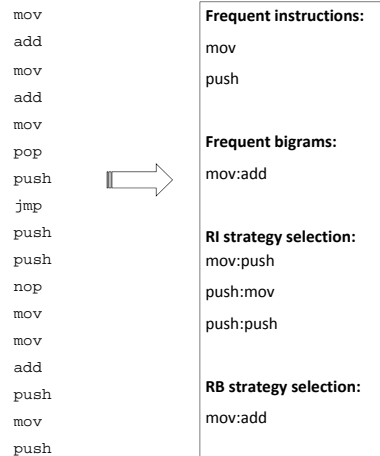 mov
add
mov
add
mov
pop
push
jmp
push
push
nop
mov
mov
add
push
mov
push
Frequent instructions:
mov
push
Frequent bigrams:
mov:add
RI strategy selection:
mov:push
push:mov
push:push
RB strategy selection:
mov:add